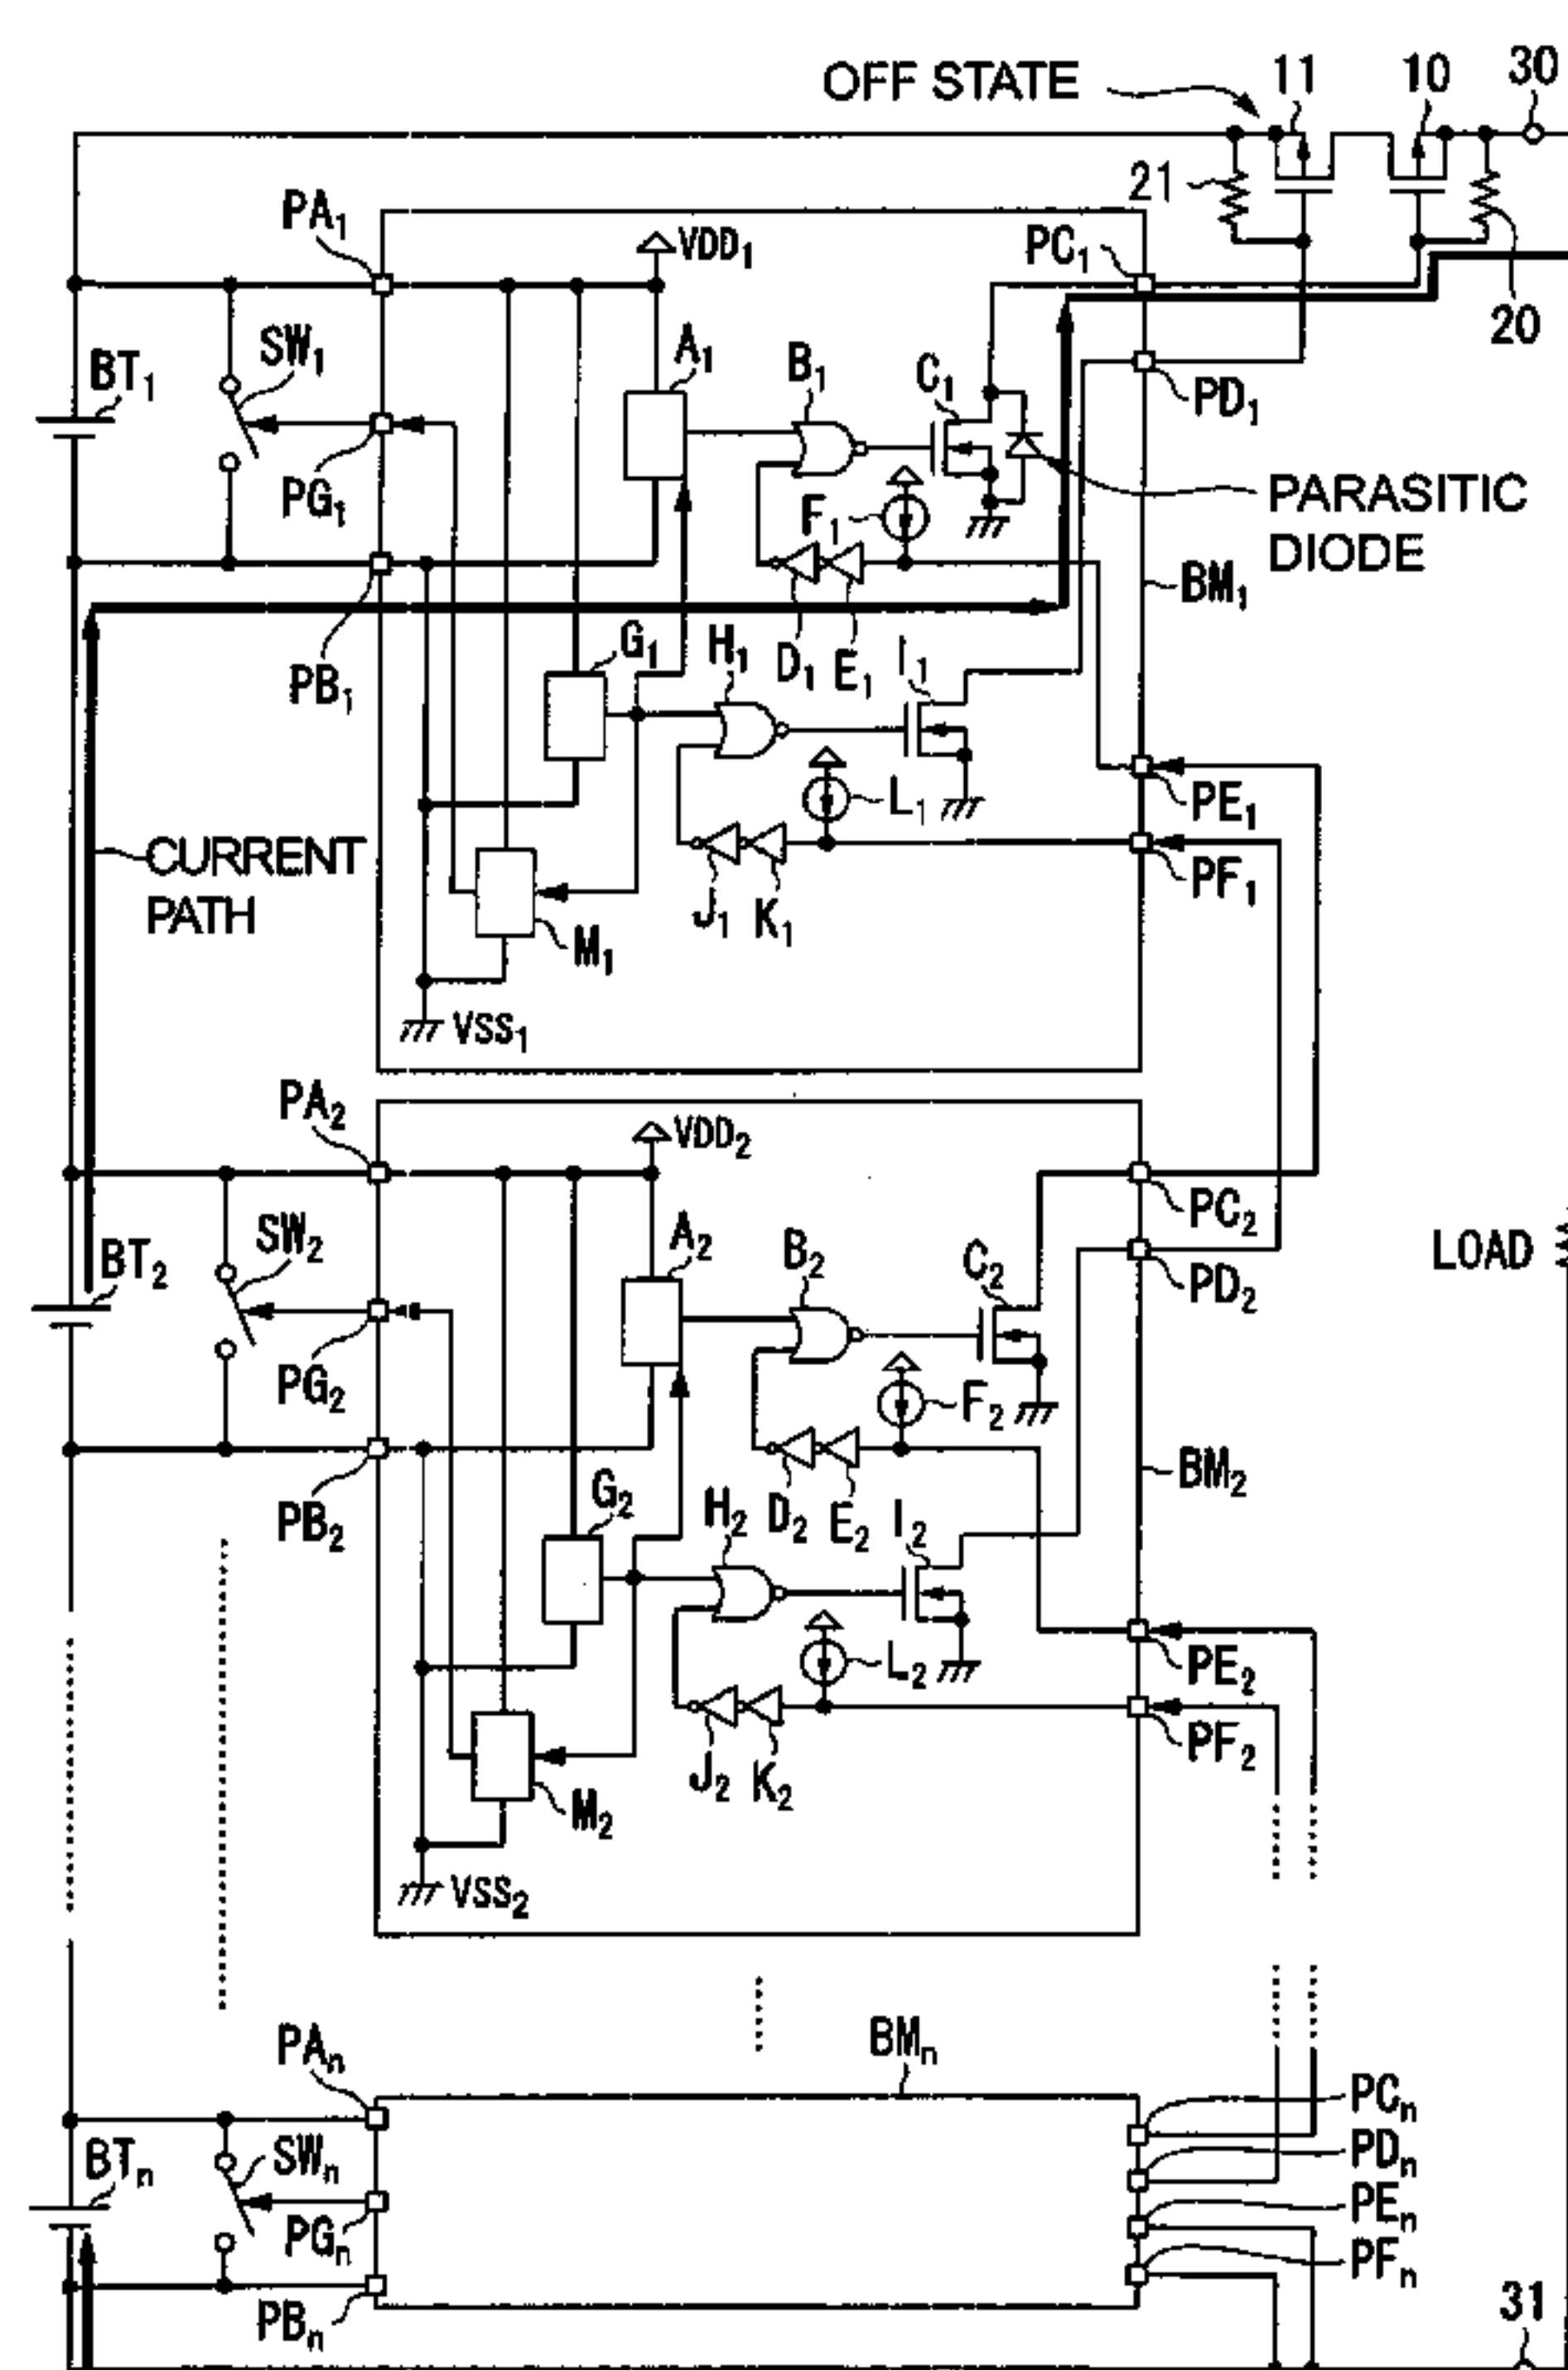 OFF STATE
11
10
30
21
20
PA₁
VDD₁
PC₁
SW₁
A₁
BT₁
B₁
C₁
PD₁
PG₁
F₁
PARASITIC
DIODE
BM₁
PB₁
G₁
H₁
D₁
E₁
I₁
L₁
PE₁
CURRENT
PATH
PF₁
J₁
K₁
M₁
VSS₁
PA₂
VDD₂
PC₂
SW₂
A₂
BT₂
B₂
C₂
LOAD
PD₂
PG₂
F₂
BM₂
PB₂
G₂
H₂
D₂
E₂
I₂
L₂
PE₂
PF₂
J₂
K₂
M₂
VSS₂
PAₙ
BMₙ
PCₙ
BTₙ
SWₙ
PDₙ
PGₙ
PEₙ
PFₙ
PBₙ
31